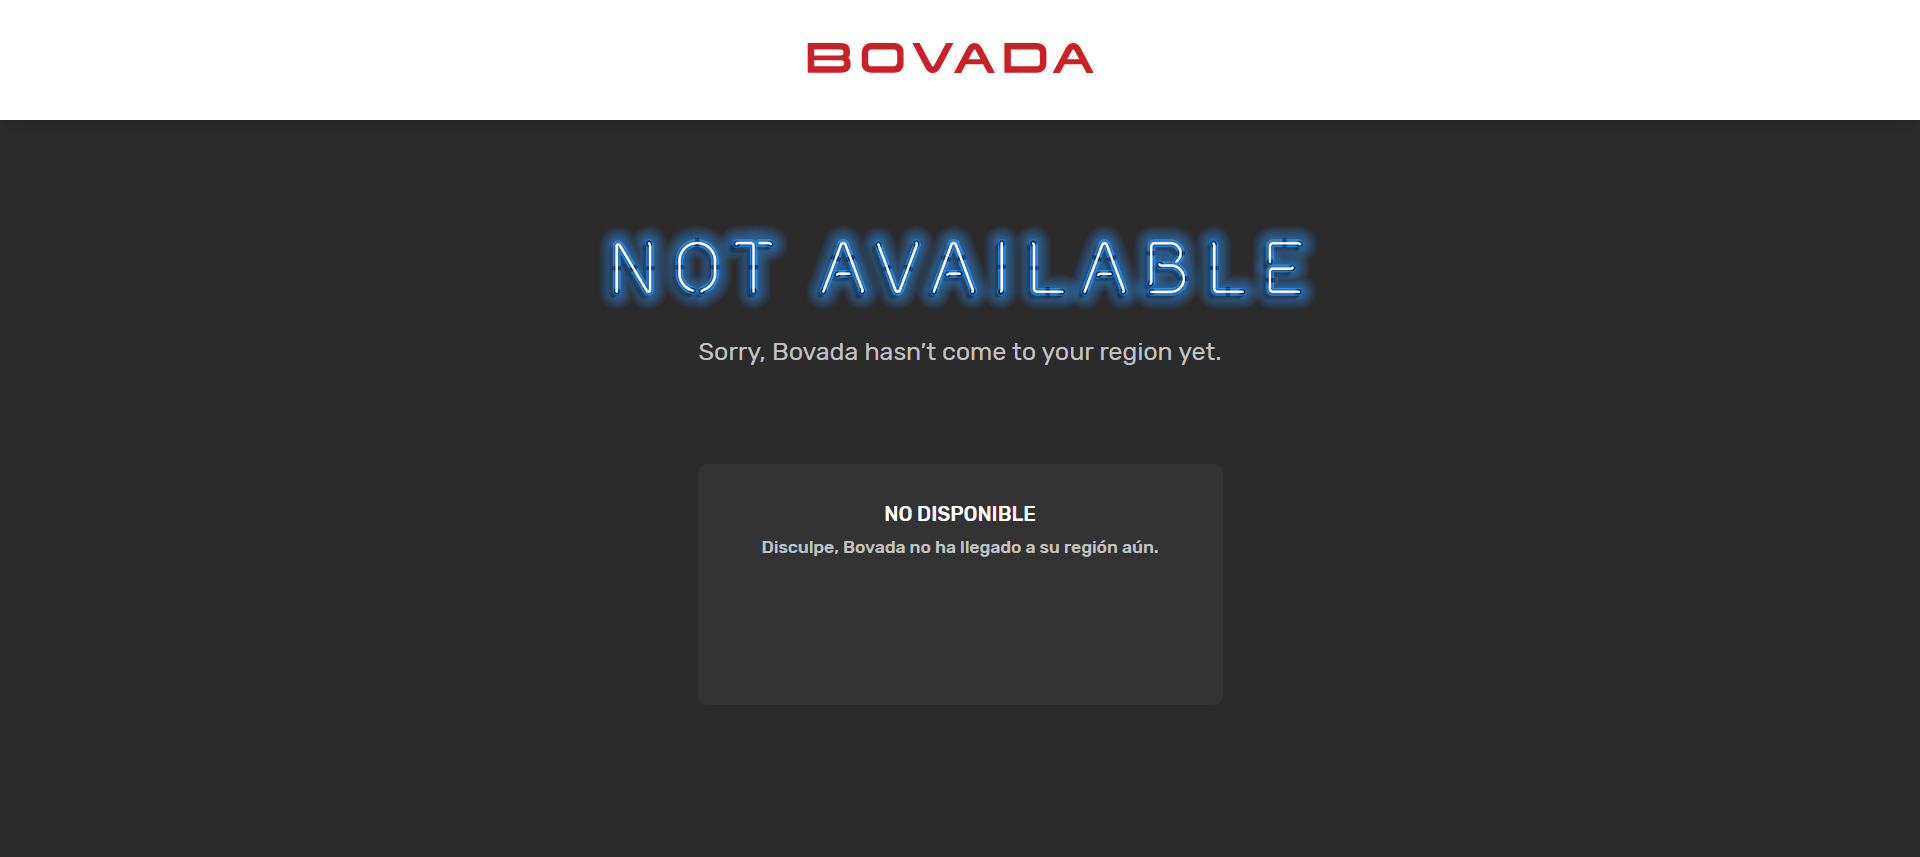 BOVADA
NOT AVAILABLE
Sorry, Bovada hasn’t come to your region yet.
NO DISPONIBLE
Disculpe, Bovada no ha llegado a su región aún.